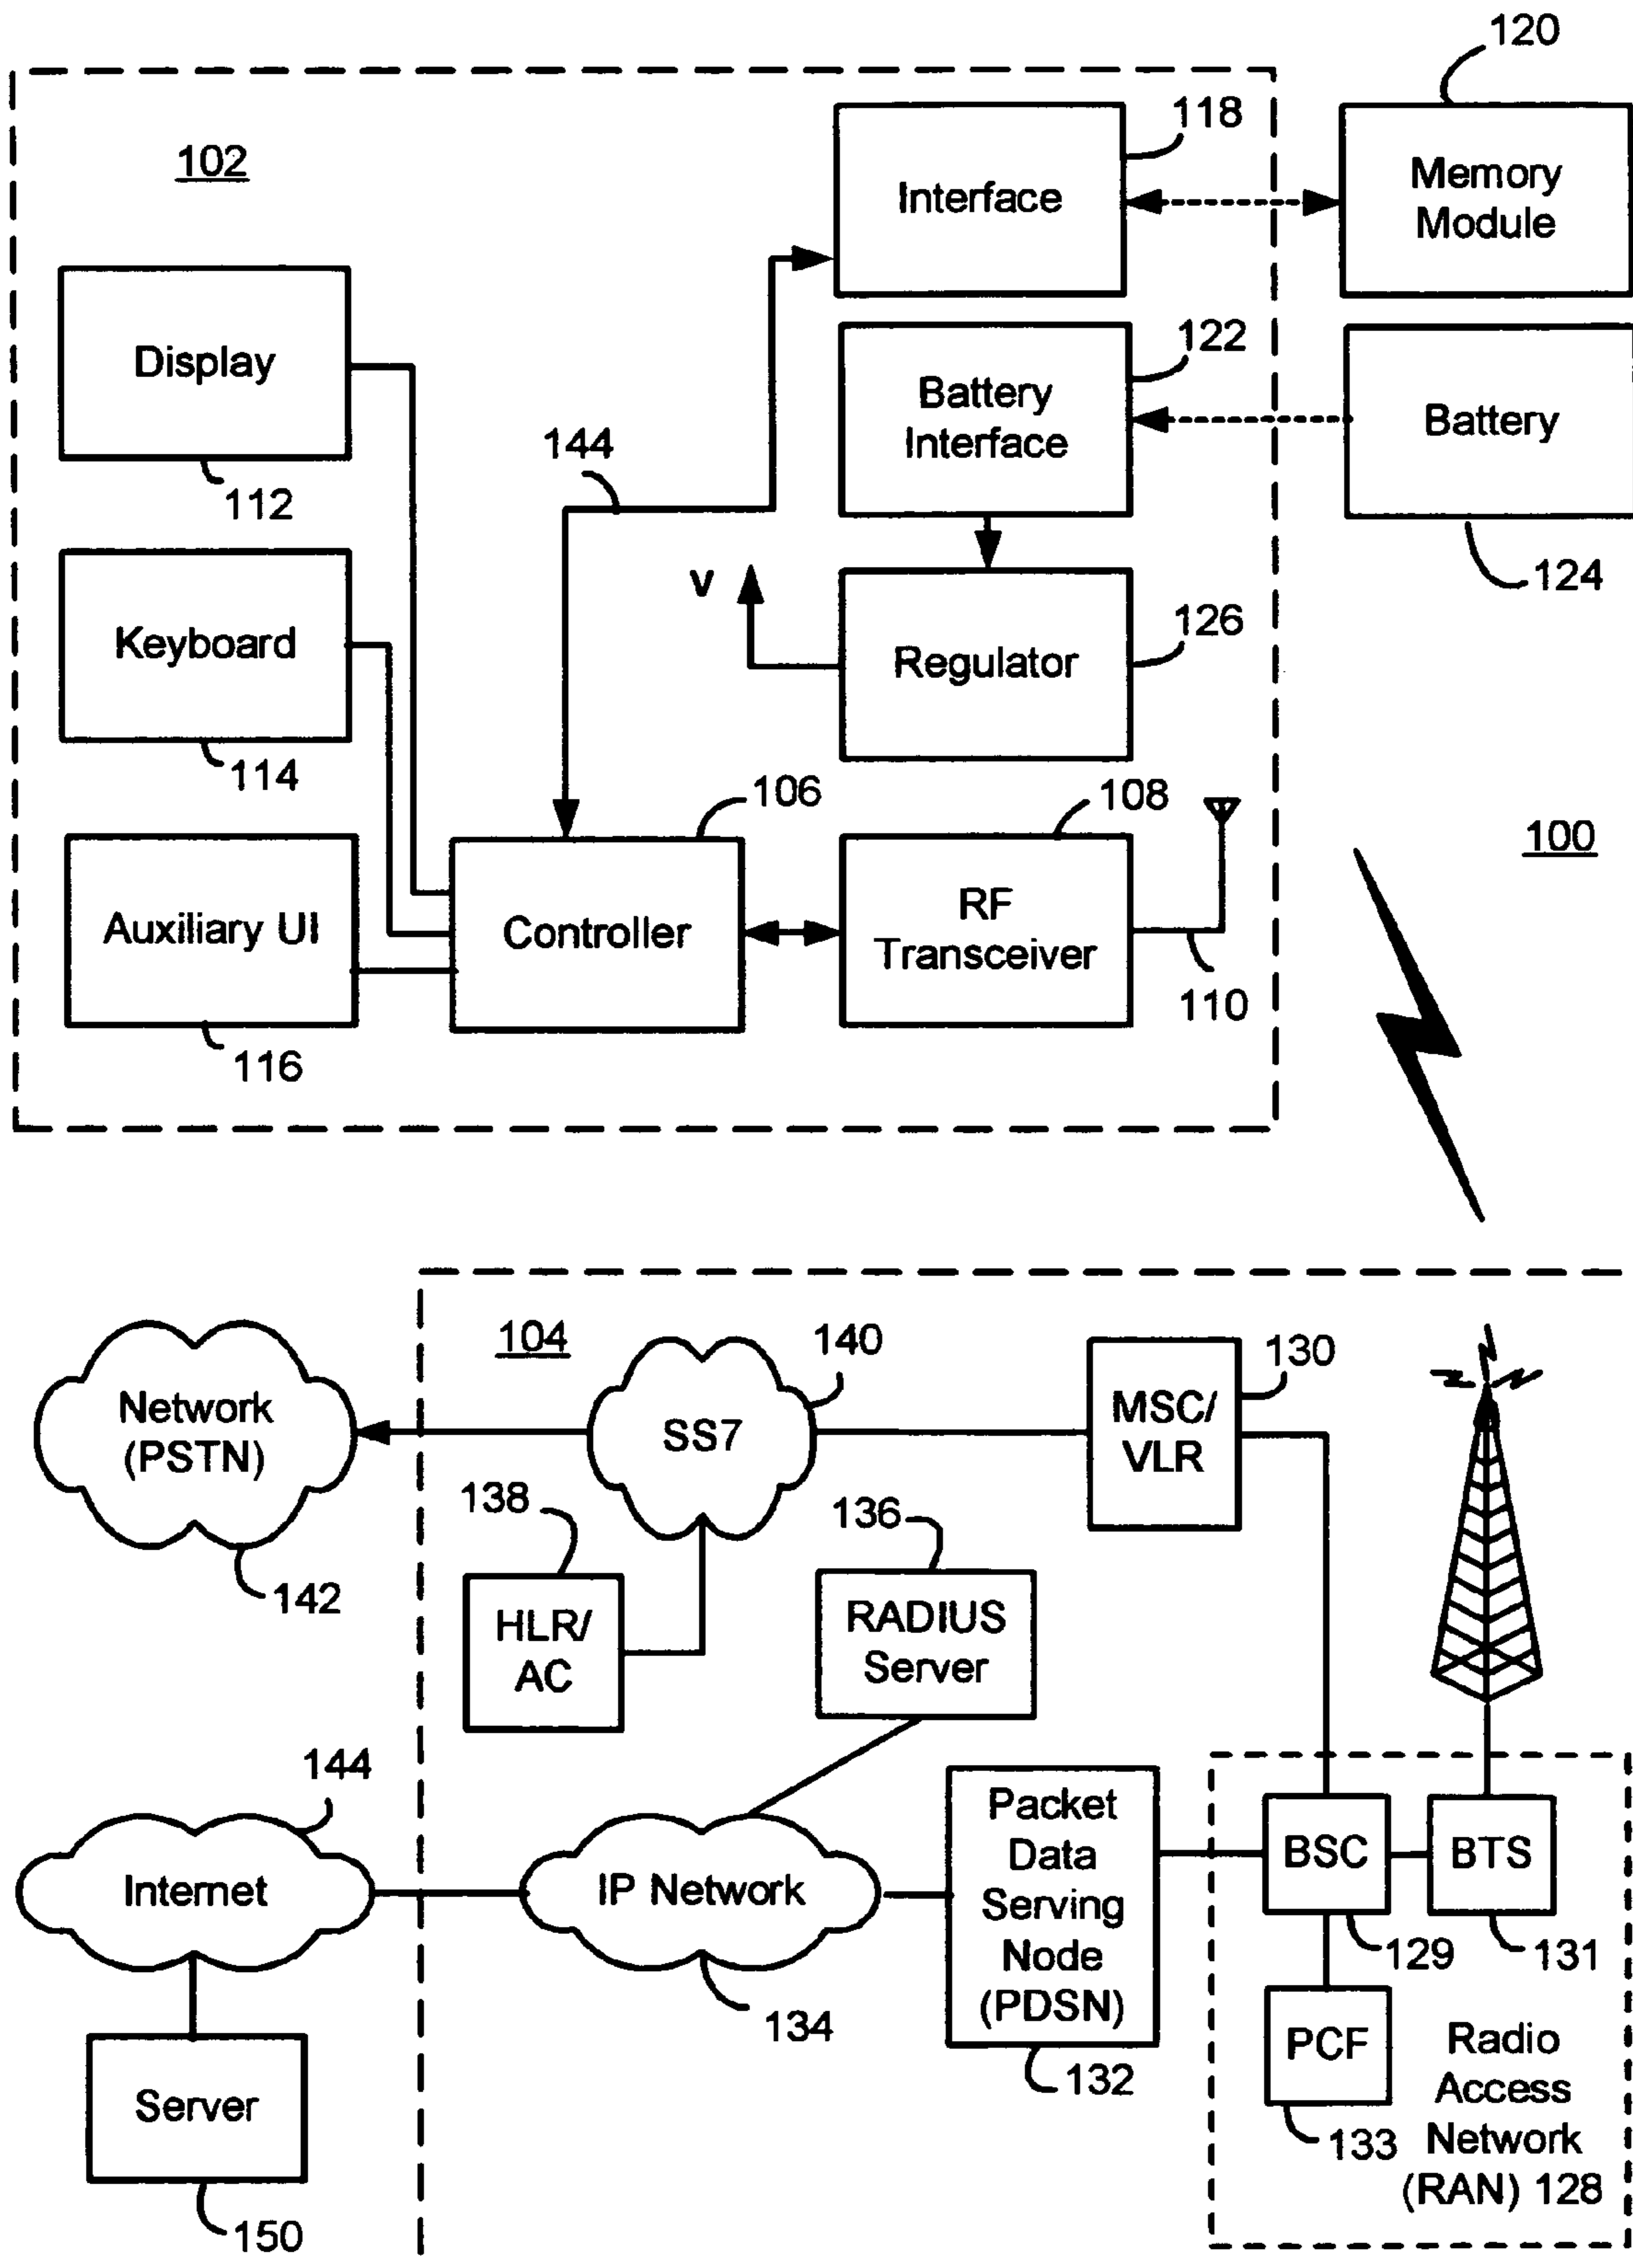 120
118
102
Interface
Memory
Module
Display
122
Battery
Interface
Battery
144
112
124
V
126
Keyboard
Regulator
114
106
108
100
Auxiliary UI
Controller
RF
Transceiver
110
116
104
140
130
Network
(PSTN)
SS7
MSC/
VLR
138
136
142
HLR/
AC
RADIUS
Server
144
Packet
Data
Serving
Node
(PDSN)
BSC
BTS
Internet
IP Network
129
131
134
132
PCF
Radio
Access
Network
(RAN) 128
133
Server
150